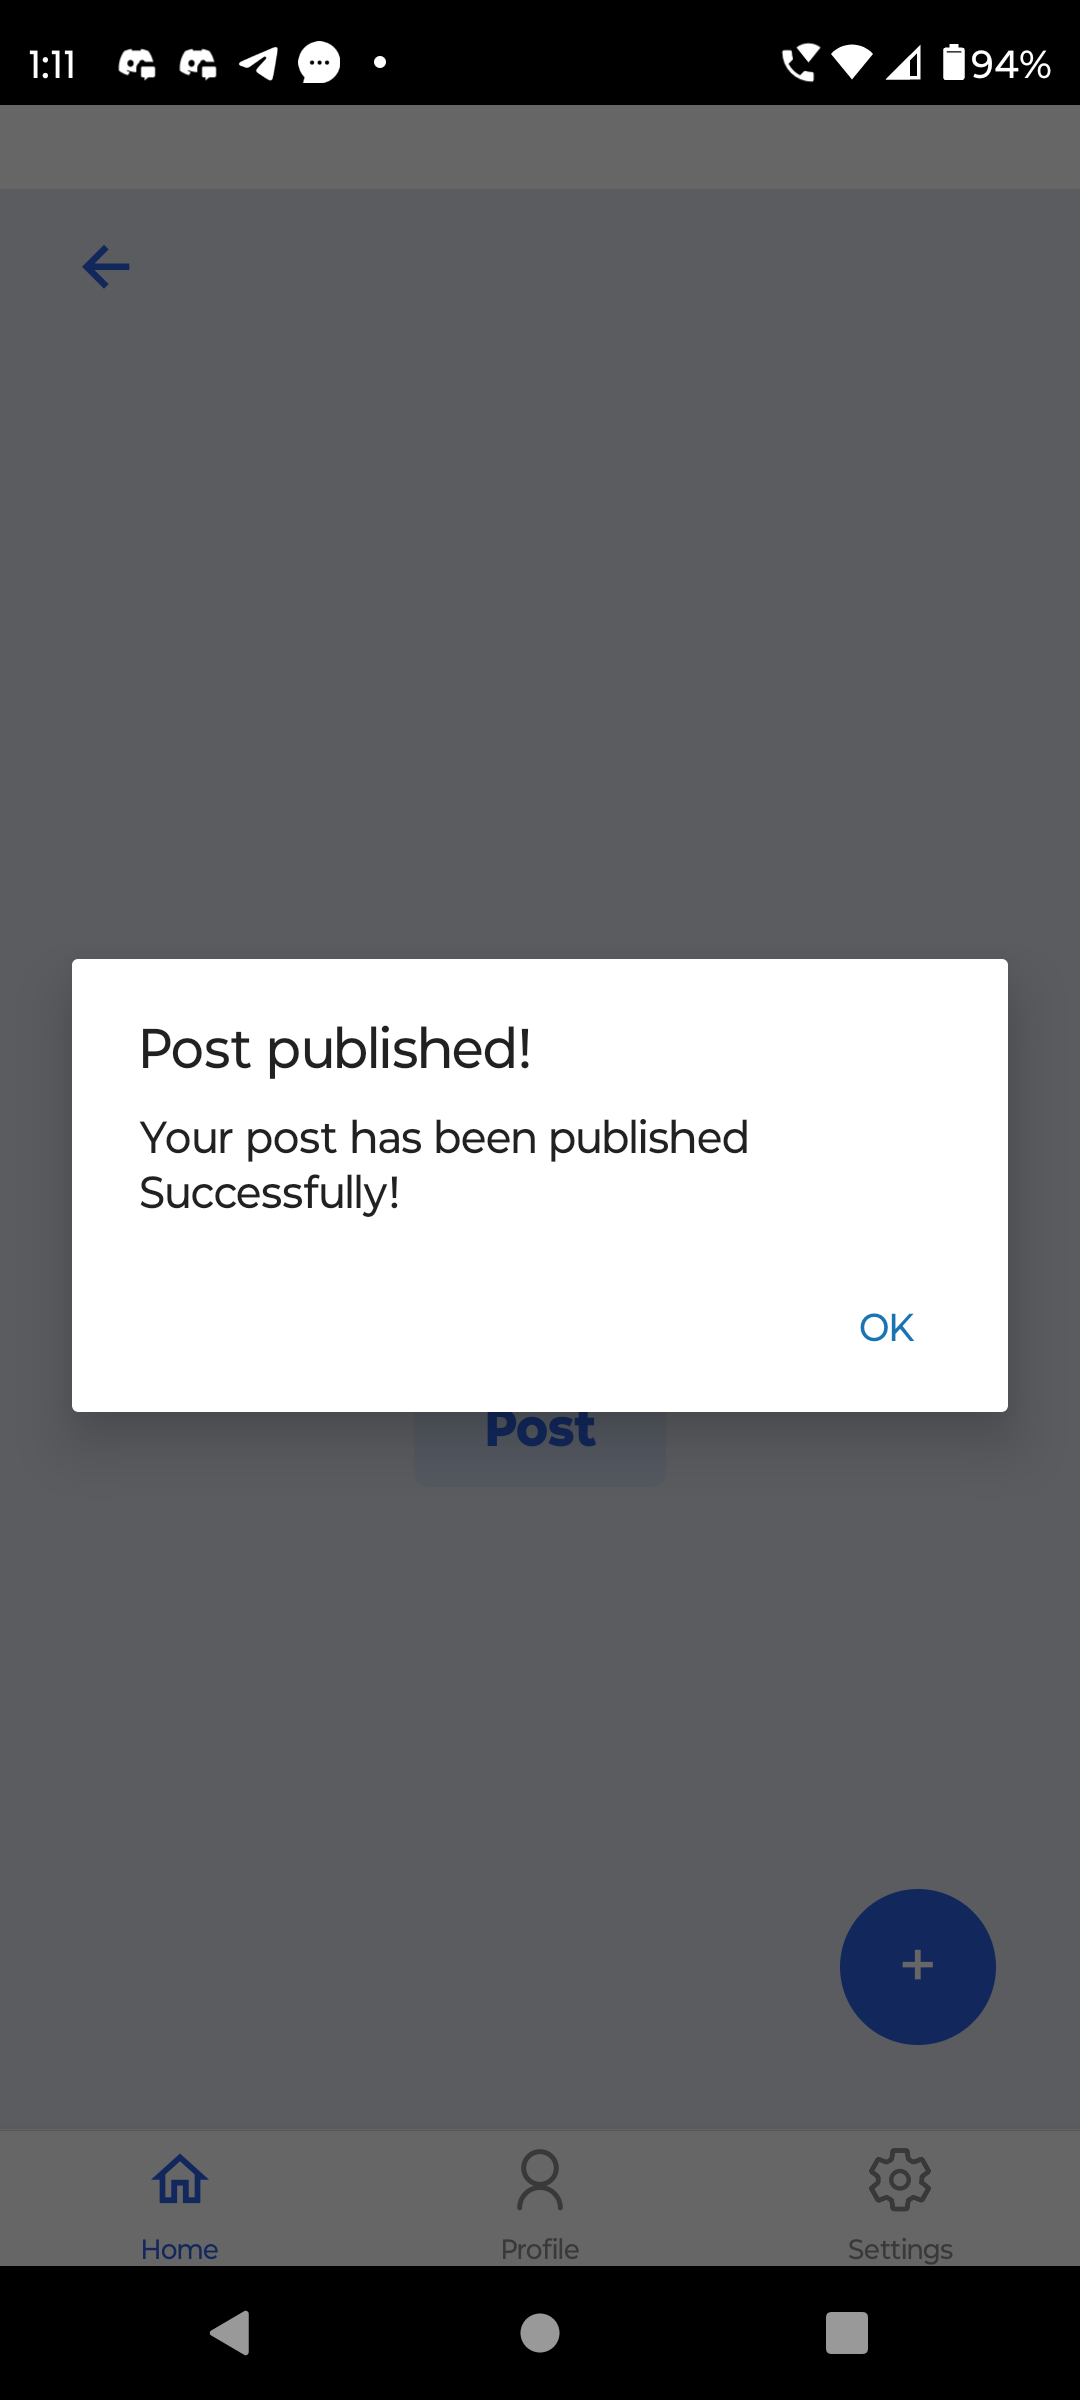 1:11
94%
Post published!
Your post has been published
Successfully!
OK
Post
+
Home
Profile
Settings